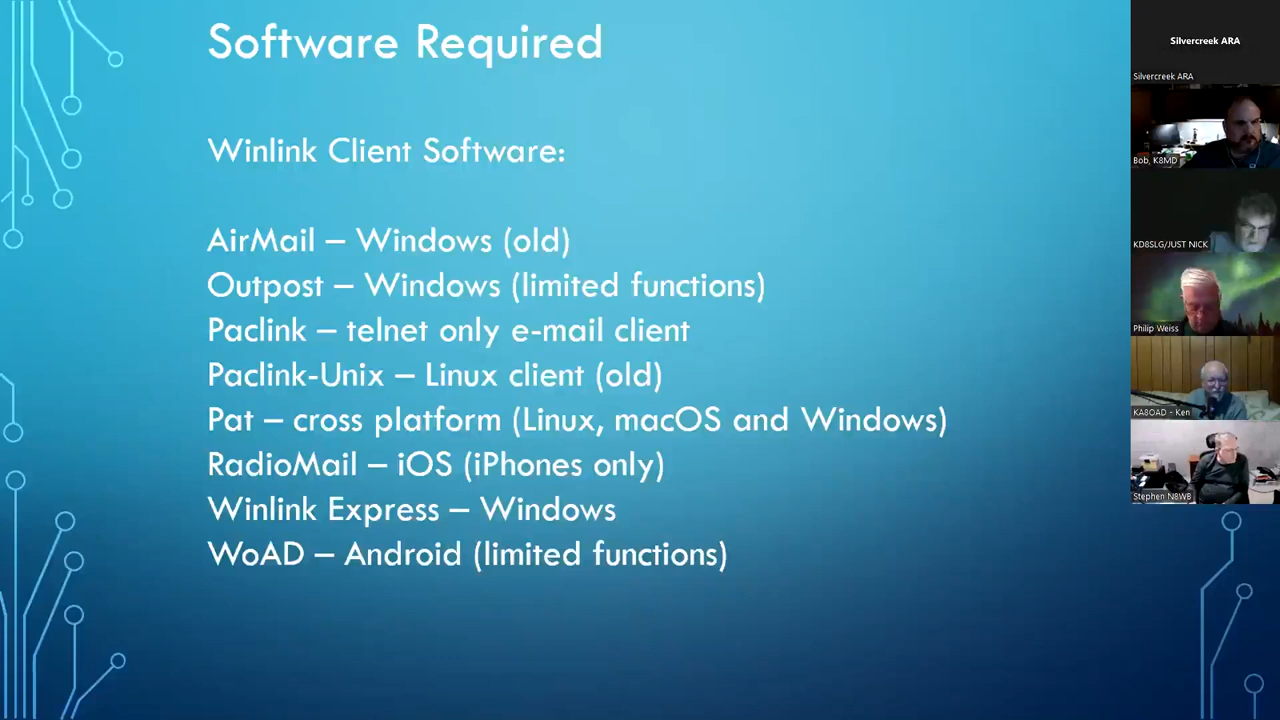 Software Required
Winlink Client Software:
AirMail – Windows (old)
Outpost – Windows (limited functions)
Paclink – telnet only e-mail client
Paclink-Unix – Linux client (old)
Pat – cross platform (Linux, macOS and Windows)
RadioMail – iOS (iPhones only)
Winlink Express – Windows
WoAD – Android (limited functions)
Silvercreek ARA
Silvercreek ARA
Bob, K8MD
KD8SLG/JUST NICK
Philip Weiss
KA8OAD - Ken
Stephen N8WB